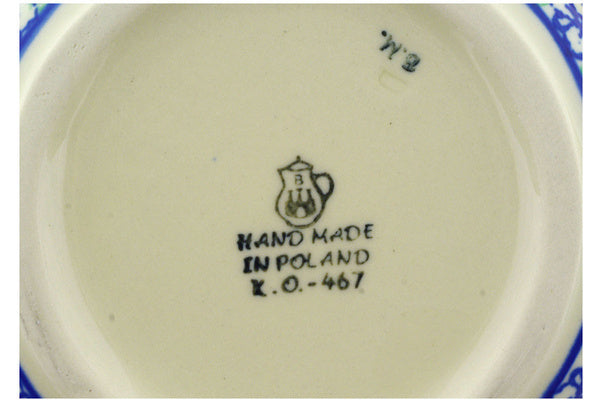 B.M.
B
HAND MADE
IN POLAND
K.O.-467